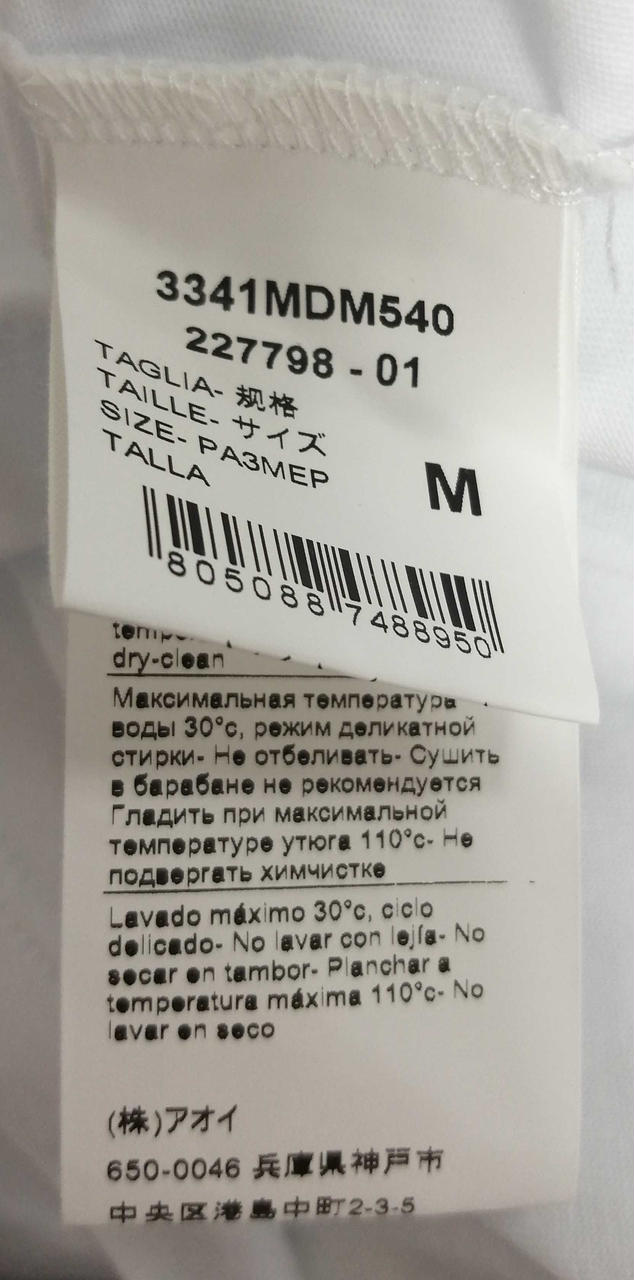 3341MDM540
227798 - 01
TAGLIA- 规格
TAILLE- サイズ
SIZE- РАЗМЕР
TALLA
M
8050887488950
dry-clean
Максимальная температура
воды 30°c, режим деликатной
стирки- Не отбеливать- Сушить
в барабане не рекомендуется
Гладить при максимальной
температуре утюга 110°c- Не
подвергать химчистке
Lavado máximo 30°c, ciclo
delicado- No lavar con lejía- No
secar en tambor- Planchar a
temperatura máxima 110°c- No
lavar en seco
(株)アオイ
650-0046 兵庫県神戸市
中央区港島中町2-3-5